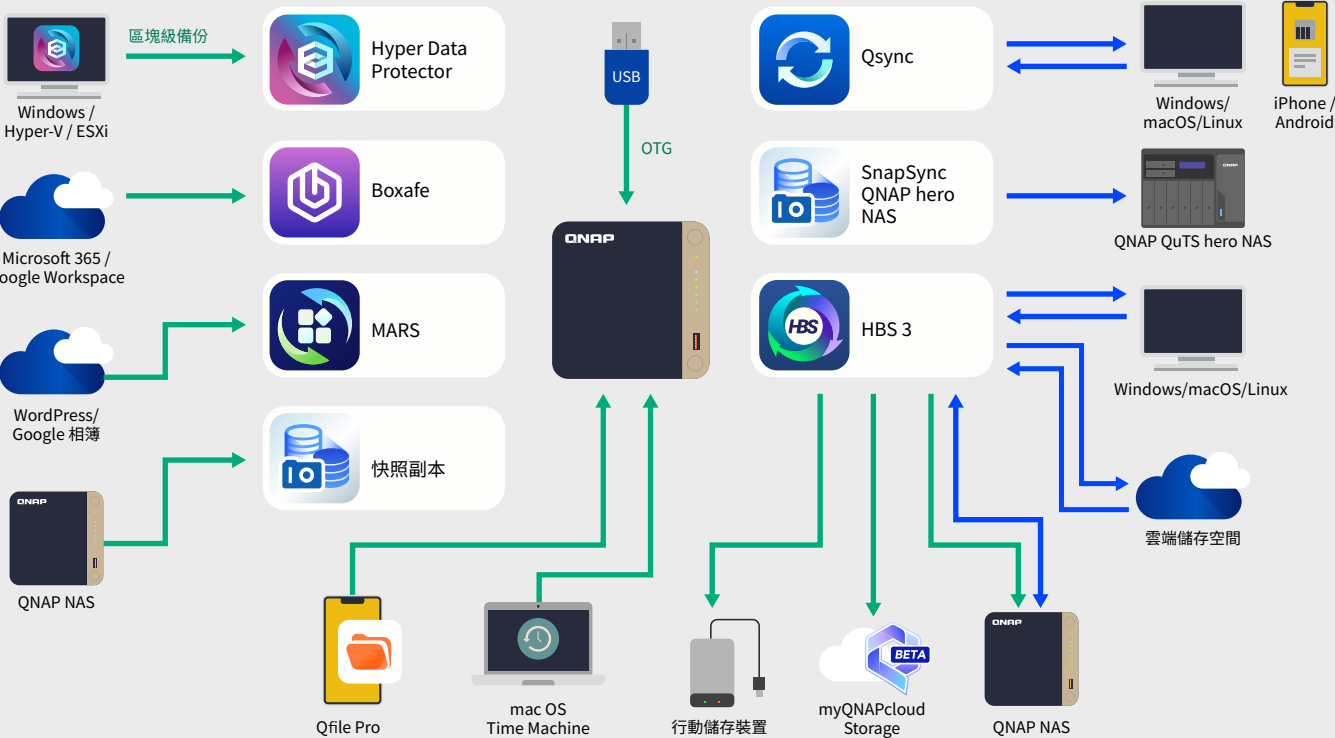 區塊級備份
Windows /
Hyper-V / ESXi
Hyper Data
Protector
Microsoft 365 /
oogle Workspace
Boxafe
WordPress/
Google 相簿
MARS
QNAP
QNAP NAS
快照副本
USB
OTG
QNAP
Qfile Pro
mac OS
Time Machine
Qsync
Windows/
macOS/Linux
iPhone /
Android
SnapSync
QNAP hero
NAS
QNAP
QNAP QuTS hero NAS
HBS
HBS 3
Windows/macOS/Linux
雲端儲存空間
行動儲存裝置
BETA
myQNAPcloud
Storage
QNAP
QNAP NAS